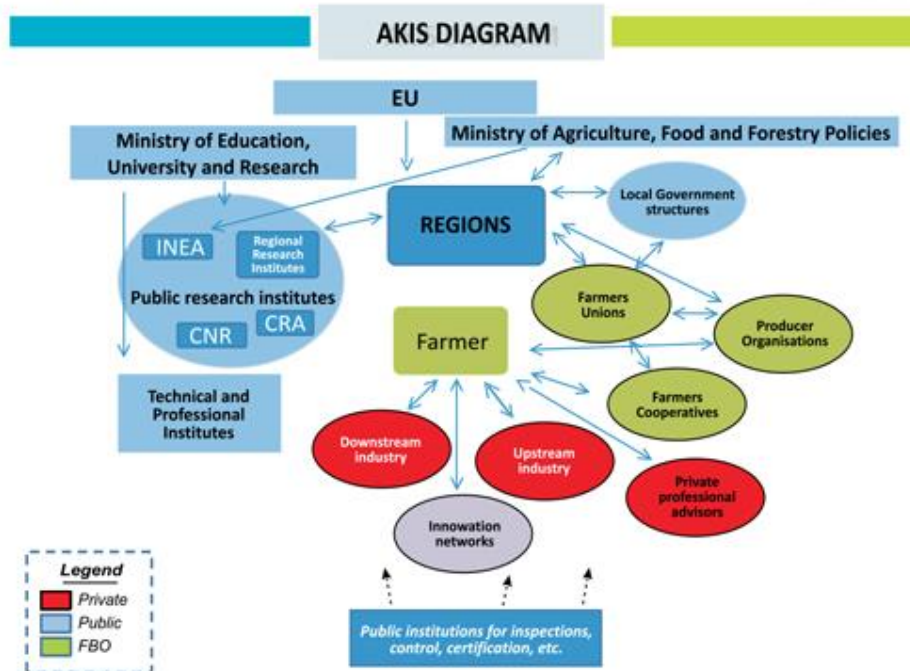 AKIS DIAGRAM
EU
Ministry of Education,
University and Research
Ministry of Agriculture, Food and Forestry Policies
REGIONS
Local Government
structures
INEA
Regional
Research
Institutes
Public research institutes
CNR
CRA
Farmers
Unions
Producer
Organisations
Farmer
Technical and
Professional
Institutes
Farmers
Cooperatives
Downstream
industry
Upstream
industry
Private
professional
advisors
Innowation
networks
Legend
Private
Public
FBO
Public institutions for inspections,
control, certification, etc.